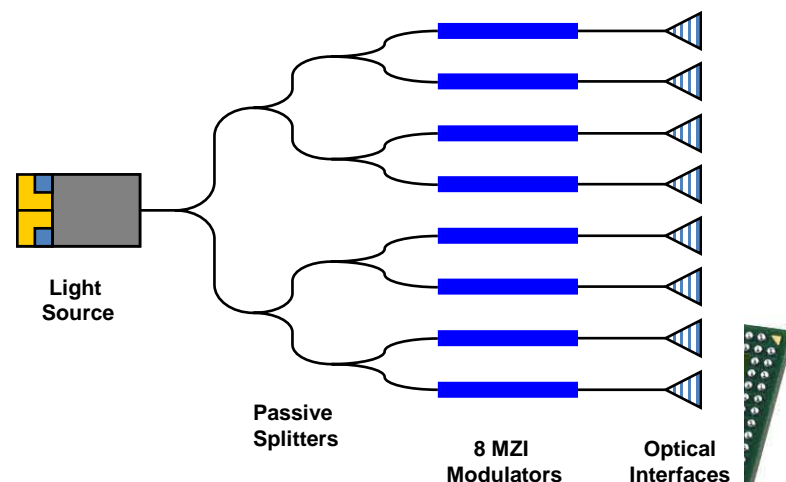 Light
Source
Passive
Splitters
8 MZI
Modulators
Optical
Interfaces